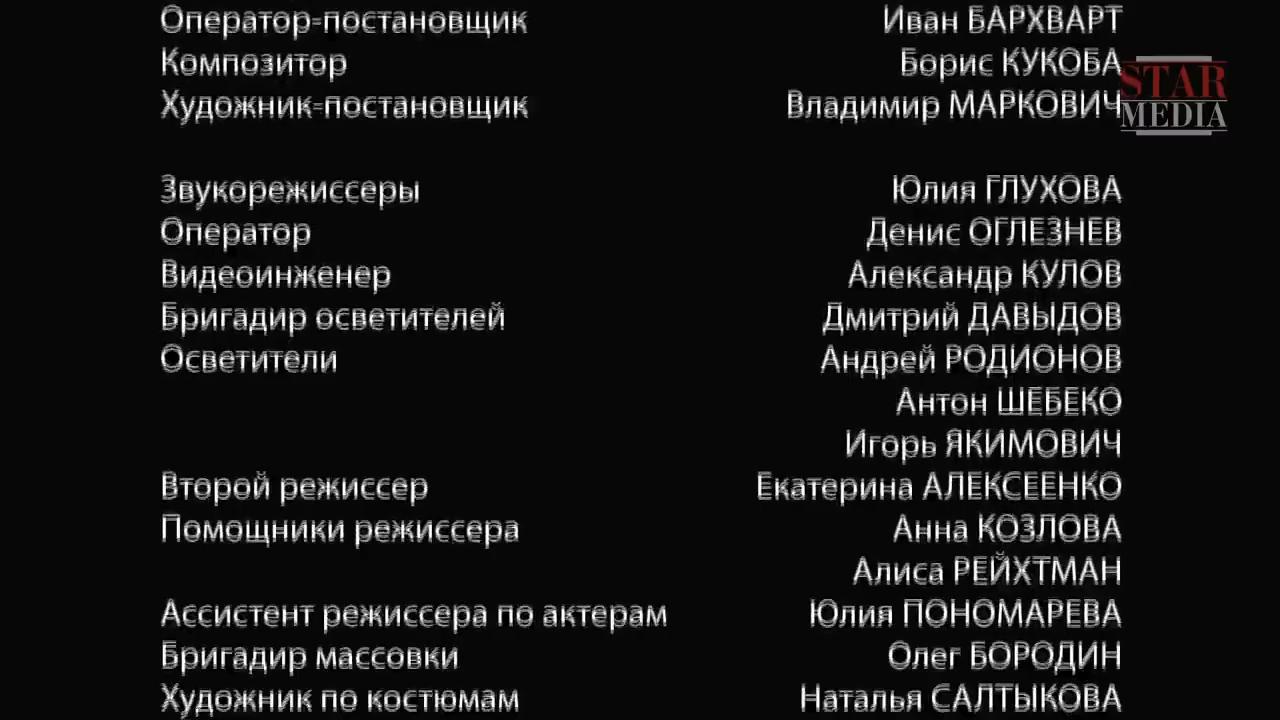 Оператор-постановщик Иван БАРХВАРТ
Композитор Борис КУКОБА
Художник-постановщик Владимир МАРКОВИЧ
STAR
MEDIA
Звукорежиссеры Юлия ГЛУХОВА
Оператор Денис ОГЛЕЗНЕВ
Видеоинженер Александр КУЛОВ
Бригадир осветителей Дмитрий ДАВЫДОВ
Осветители Андрей РОДИОНОВ
Антон ШЕБЕКО
Игорь ЯКИМОВИЧ
Второй режиссер Екатерина АЛЕКСЕЕНКО
Помощники режиссера Анна КОЗЛОВА
Алиса РЕЙХТМАН
Ассистент режиссера по актерам Юлия ПОНОМАРЕВА
Бригадир массовки Олег БОРОДИН
Художник по костюмам Наталья САЛТЫКОВА